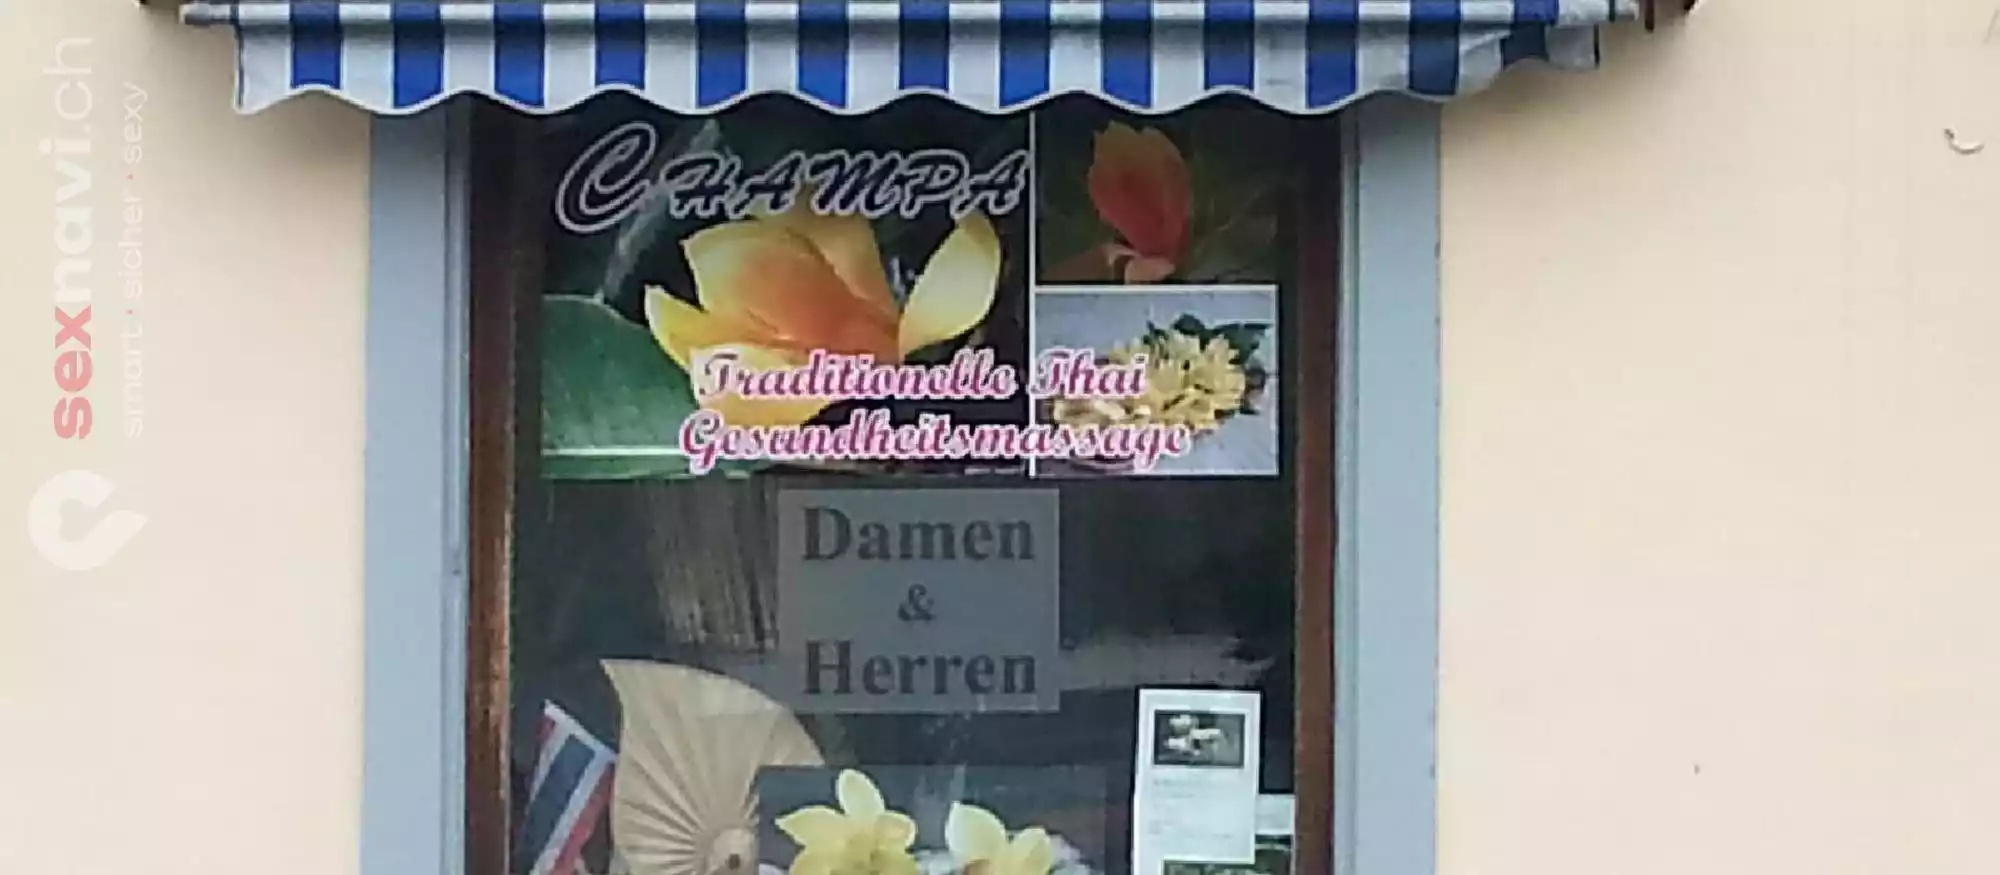 CHAMPA
Traditionelle Thai
Gesundheitsmassage
Damen
&
Herren
sexnavi.ch
smart · sicher · sexy